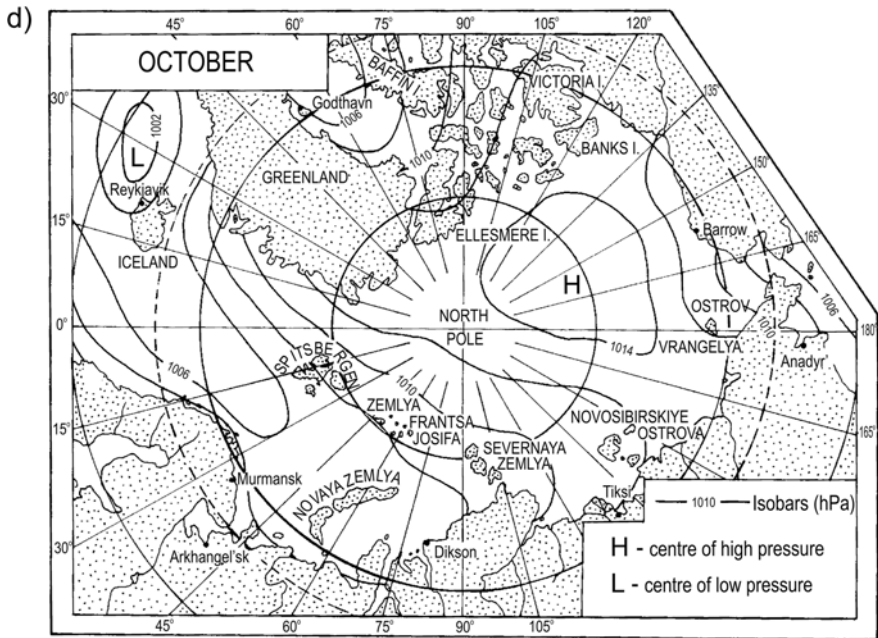 d)
45°
60°
75°
90°
105°
120°
OCTOBER
BAFFIN I.
VICTORIA I.
135°
30°
1002
Godthavn
1006
BANKS I.
150°
L
1010
GREENLAND
Reykjavik
ELLESMERE I.
Barrow
165°
15°
ICELAND
H
OSTROV
1006
NORTH
1010
0°
POLE
1014
VRANGELYA
180°
SPITSBERGEN
Anadyr'
1006
1010
ZEMLYA
NOVOSIBIRSKIYE
FRANTSA
OSTROVA
JOSIFA
165°
15°
SEVERNAYA
ZEMLYA
Murmansk
NOVAYA ZEMLYA
Tiksi
1010 Isobars (hPa)
Arkhangel'sk
Dikson
H - centre of high pressure
30°
L - centre of low pressure
45°
60°
75°
90°
105°
120°